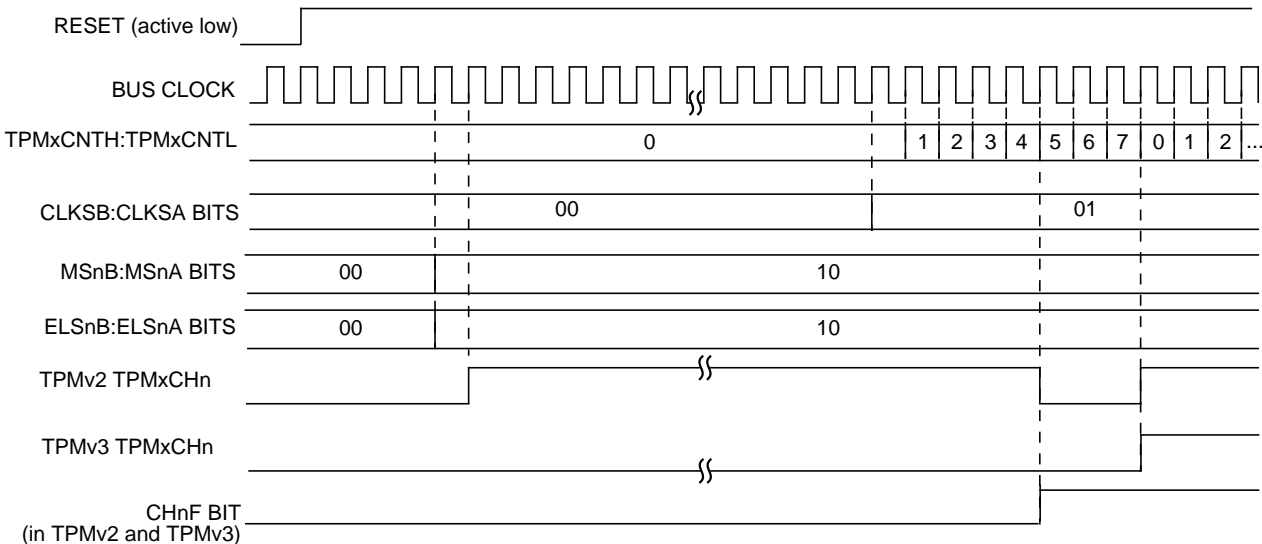 RESET (active low)
BUS CLOCK
TPMxCNTH:TPMxCNTL 0 1 2 3 4 5 6 7 0 1 2 ...
CLKSB:CLKSA BITS 00 01
MSnB:MSnA BITS 00 10
ELSnB:ELSnA BITS 00 10
TPMv2 TPMxCHn
TPMv3 TPMxCHn
CHnF BIT
(in TPMv2 and TPMv3)